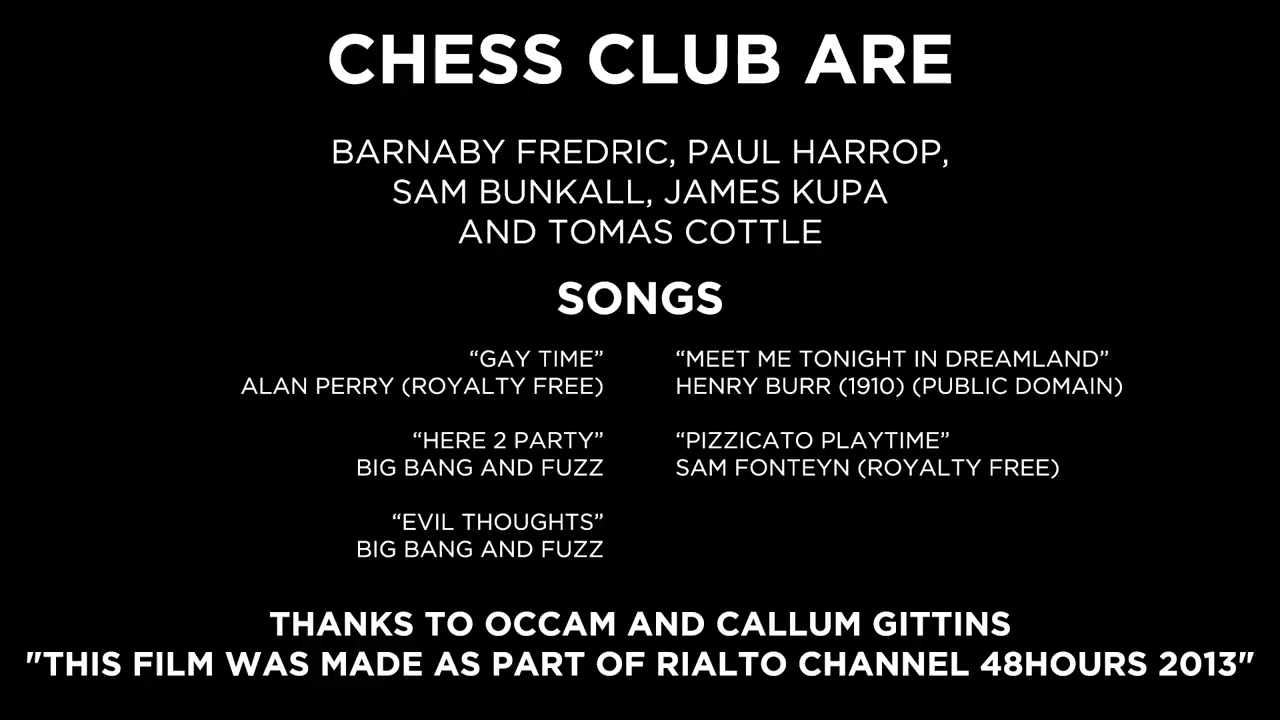 CHESS CLUB ARE
BARNABY FREDRIC, PAUL HARROP,
SAM BUNKALL, JAMES KUPA
AND TOMAS COTTLE
SONGS
“GAY TIME”
ALAN PERRY (ROYALTY FREE)
“HERE 2 PARTY”
BIG BANG AND FUZZ
“EVIL THOUGHTS”
BIG BANG AND FUZZ
“MEET ME TONIGHT IN DREAMLAND”
HENRY BURR (1910) (PUBLIC DOMAIN)
“PIZZICATO PLAYTIME”
SAM FONTEYN (ROYALTY FREE)
THANKS TO OCCAM AND CALLUM GITTINS
"THIS FILM WAS MADE AS PART OF RIALTO CHANNEL 48HOURS 2013"